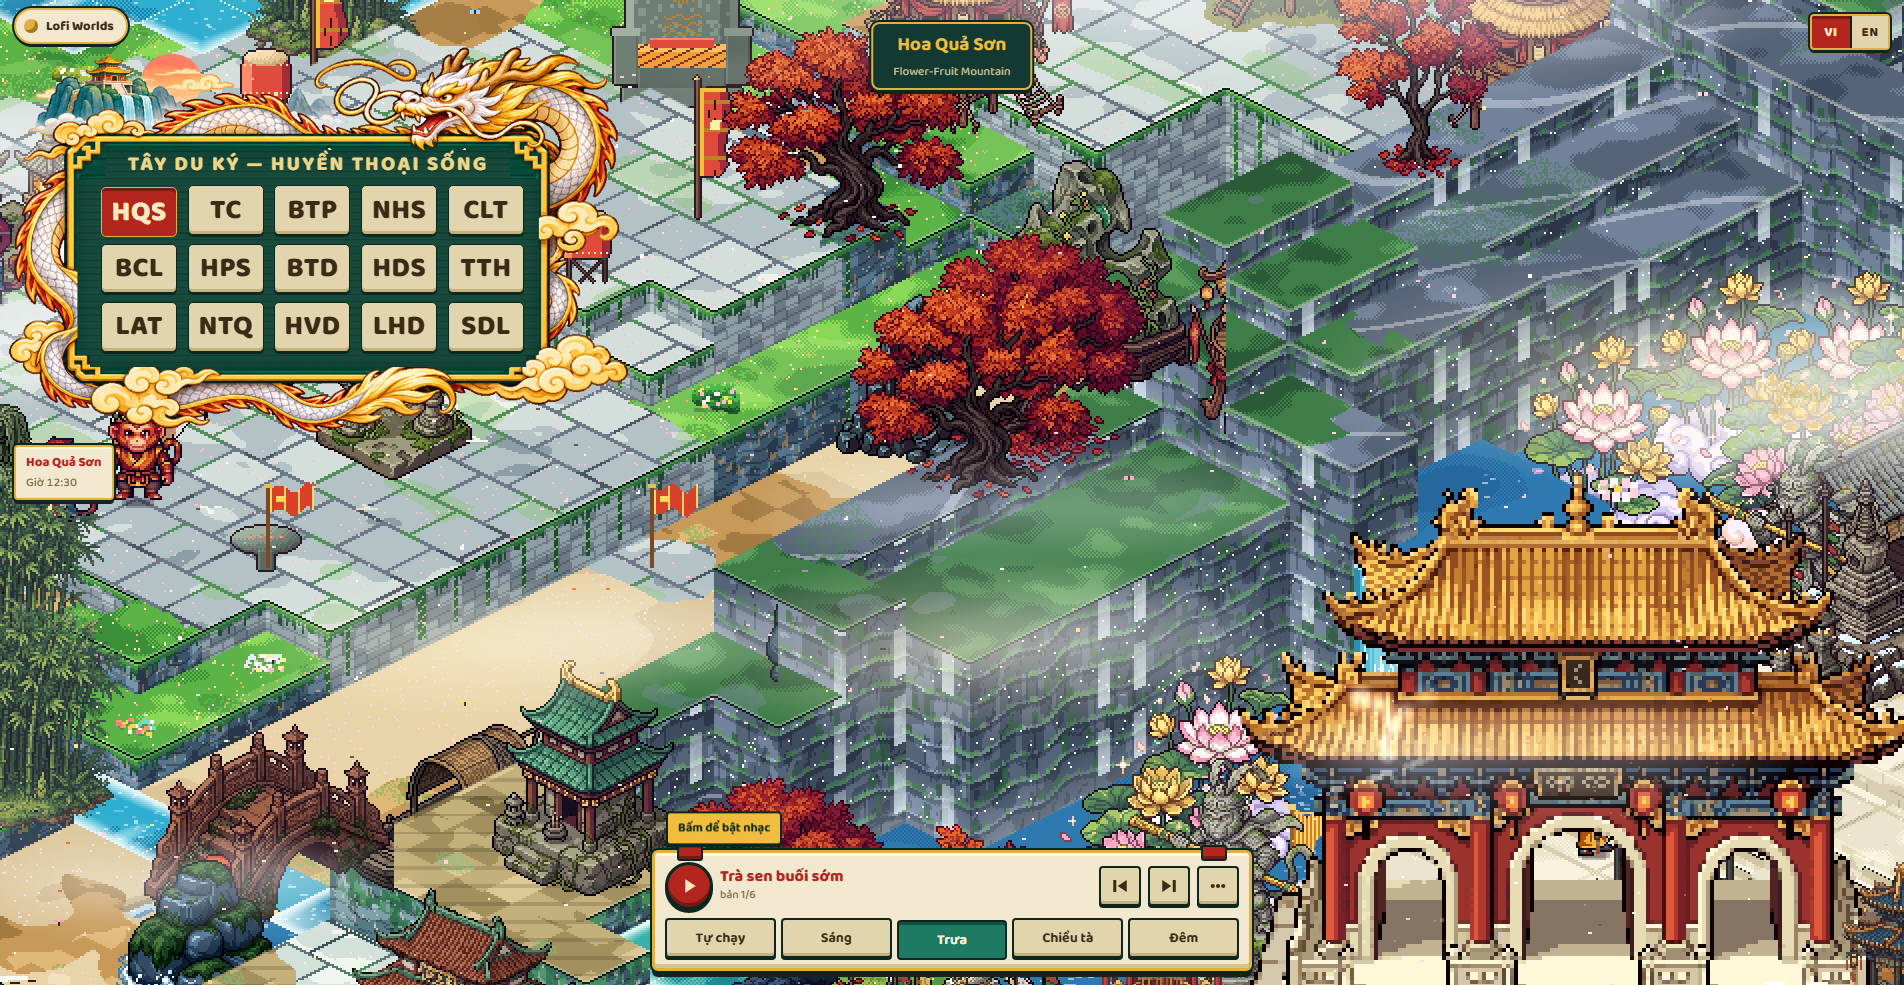 Lofi Worlds
Hoa Quả Sơn
Flower-Fruit Mountain
VI EN
TÂY DU KÝ — HUYỀN THOẠI SỐNG
HQS TC BTP NHS CLT
BCL HPS BTD HDS TTH
LAT NTQ HVD LHD SDL
Hoa Quả Sơn
Giờ 12:30
Bấm để bật nhạc
Trà sen buổi sớm
bản 1/6
Tự chạy Sáng Trưa Chiều tà Đêm